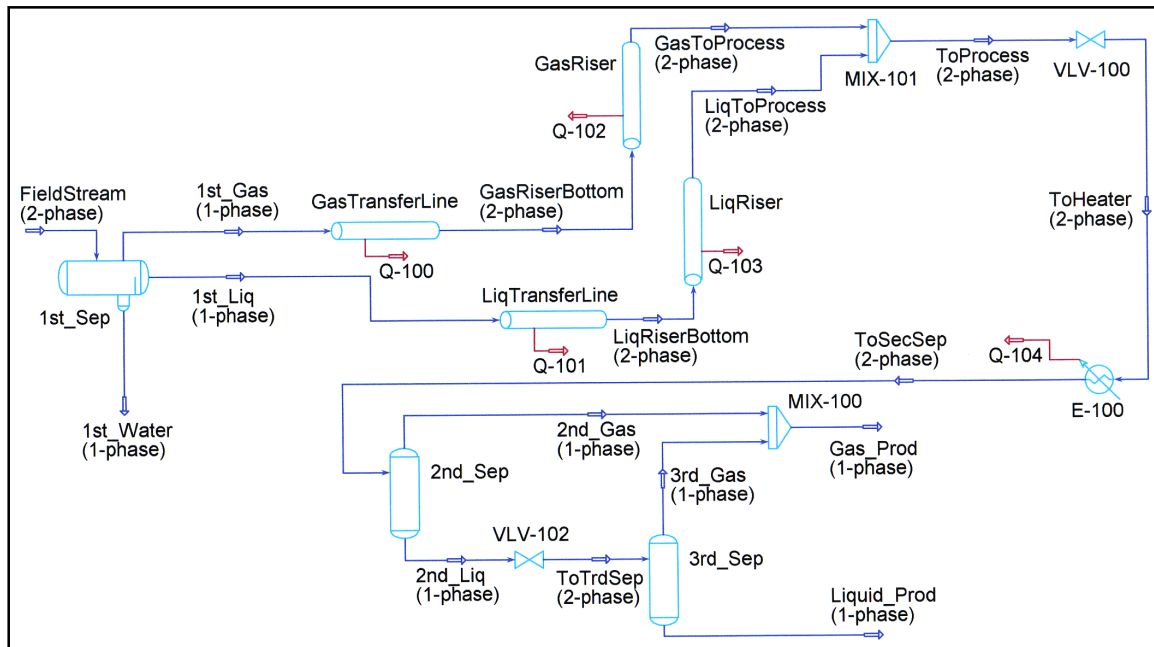 GasRiser
GasToProcess
(2-phase)
MIX-101
ToProcess
(2-phase)
VLV-100
Q-102
LiqToProcess
(2-phase)
FieldStream
(2-phase)
1st_Gas
(1-phase)
GasTransferLine
GasRiserBottom
(2-phase)
LiqRiser
ToHeater
(2-phase)
Q-100
Q-103
1st_Sep
1st_Liq
(1-phase)
LiqTransferLine
LiqRiserBottom
(2-phase)
Q-101
ToSecSep
(2-phase)
Q-104
E-100
1st_Water
(1-phase)
2nd_Gas
(1-phase)
MIX-100
Gas_Prod
(1-phase)
2nd_Sep
3rd_Gas
(1-phase)
VLV-102
2nd_Liq
(1-phase)
ToTrdSep
(2-phase)
3rd_Sep
Liquid_Prod
(1-phase)